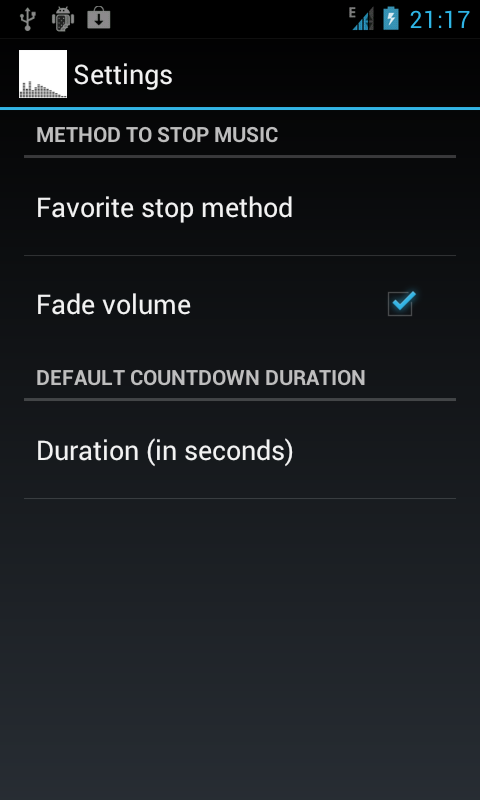 E 21:17
Settings
METHOD TO STOP MUSIC
Favorite stop method
Fade volume
DEFAULT COUNTDOWN DURATION
Duration (in seconds)